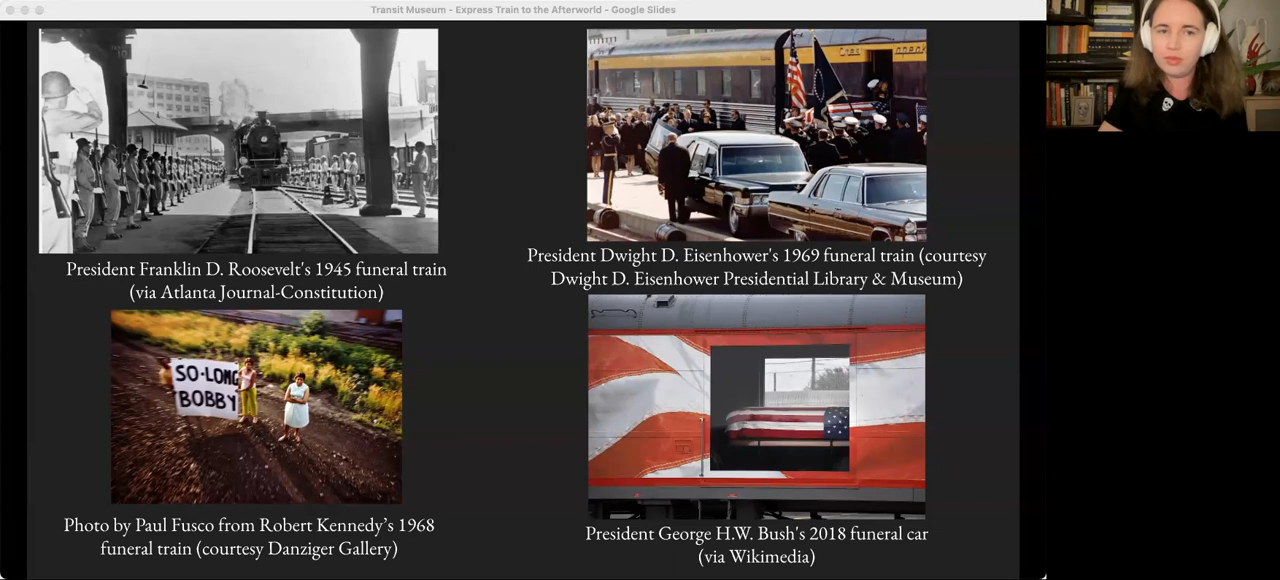 Transit Museum - Express Train to the Afterworld - Google Slides
President Franklin D. Roosevelt's 1945 funeral train
(via Atlanta Journal-Constitution)
President Dwight D. Eisenhower's 1969 funeral train (courtesy
Dwight D. Eisenhower Presidential Library & Museum)
SO-LONG
BOBBY
Photo by Paul Fusco from Robert Kennedy’s 1968
funeral train (courtesy Danziger Gallery)
President George H.W. Bush's 2018 funeral car
(via Wikimedia)